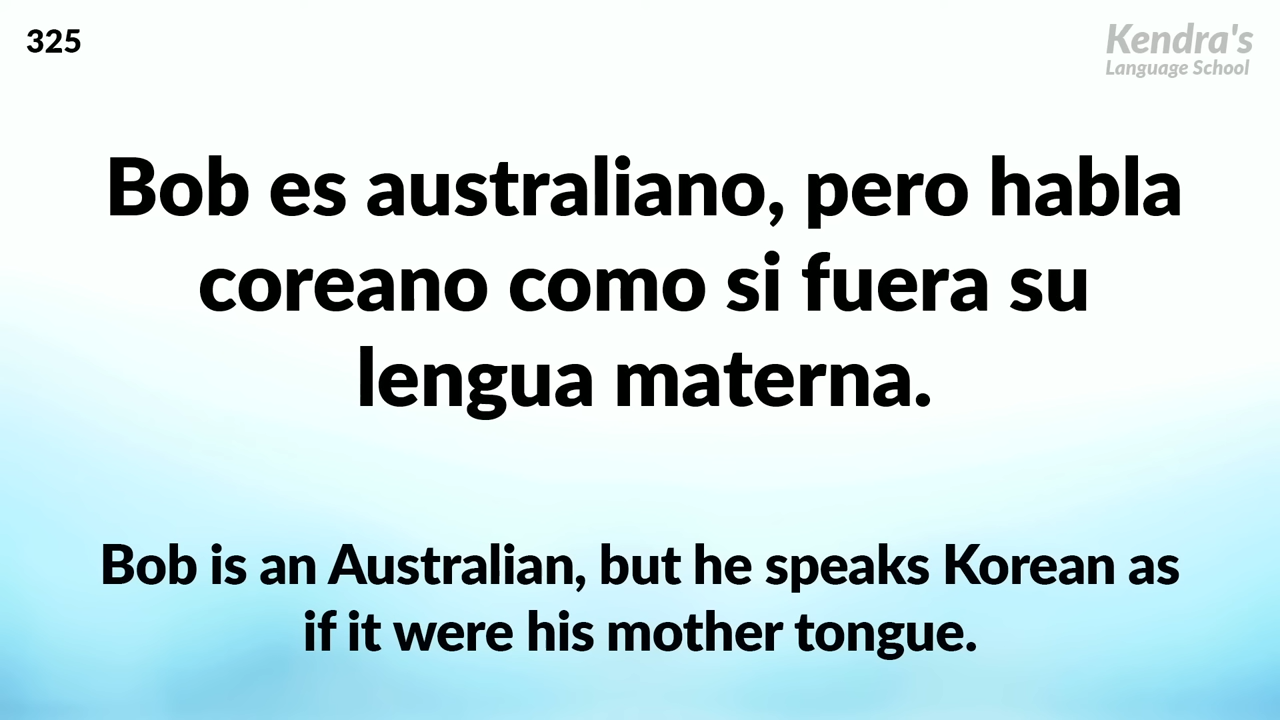 325
Kendra's
Language School
Bob es australiano, pero habla
coreano como si fuera su
lengua materna.
Bob is an Australian, but he speaks Korean as
if it were his mother tongue.